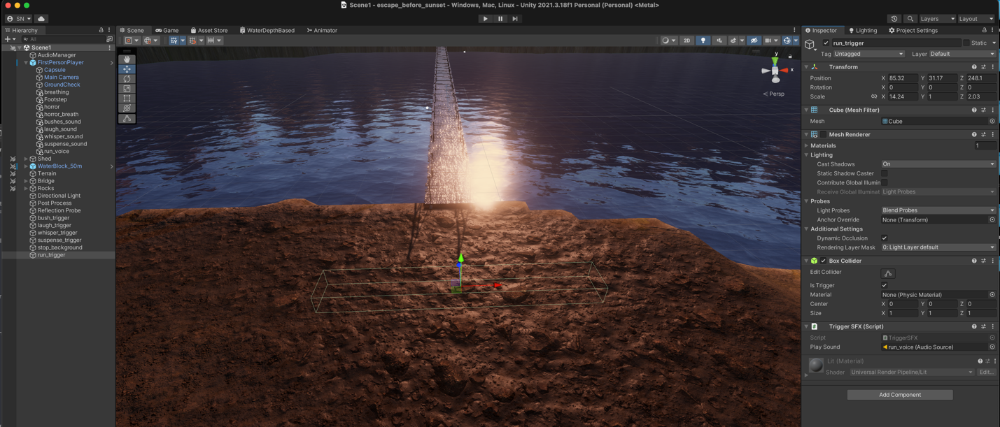 Scene1 - escape_before_sunset - Windows, Mac, Linux - Unity 2021.3.18f1 Personal (Personal) <Metal>
SN
Layers
Layout
Hierarchy
All
Scene1
AudioManager
FirstPersonPlayer
Capsule
Main Camera
GroundCheck
breathing
Footstep
horror
horror_breath
bushes_sound
laugh_sound
whisper_sound
suspense_sound
run_voice
Shed
WaterBlock_50m
Terrain
Bridge
Rocks
Directional Light
Post Process
Reflection Probe
bush_trigger
laugh_trigger
whisper_trigger
suspense_trigger
stop_background
run_trigger
Scene
Game
Asset Store
WaterDepthBased
Animator
2D
y
x
Persp
Inspector
Lighting
Project Settings
run_trigger
Static
Tag Untagged
Layer Default
Transform
Position X 85.32 Y 31.17 Z 248.1
Rotation X 0 Y 0 Z 0
Scale X 14.24 Y 1 Z 2.03
Cube (Mesh Filter)
Mesh Cube
Mesh Renderer
Materials 1
Lighting
Cast Shadows On
Static Shadow Caster
Contribute Global Illumin
Receive Global Illuminat Light Probes
Probes
Light Probes Blend Probes
Anchor Override None (Transform)
Additional Settings
Dynamic Occlusion
Rendering Layer Mask 0: Light Layer default
Box Collider
Edit Collider
Is Trigger
Material None (Physic Material)
Center X 0 Y 0 Z 0
Size X 1 Y 1 Z 1
Trigger SFX (Script)
Script TriggerSFX
Play Sound run_voice (Audio Source)
Lit (Material)
Shader Universal Render Pipeline/Lit Edit...
Add Component